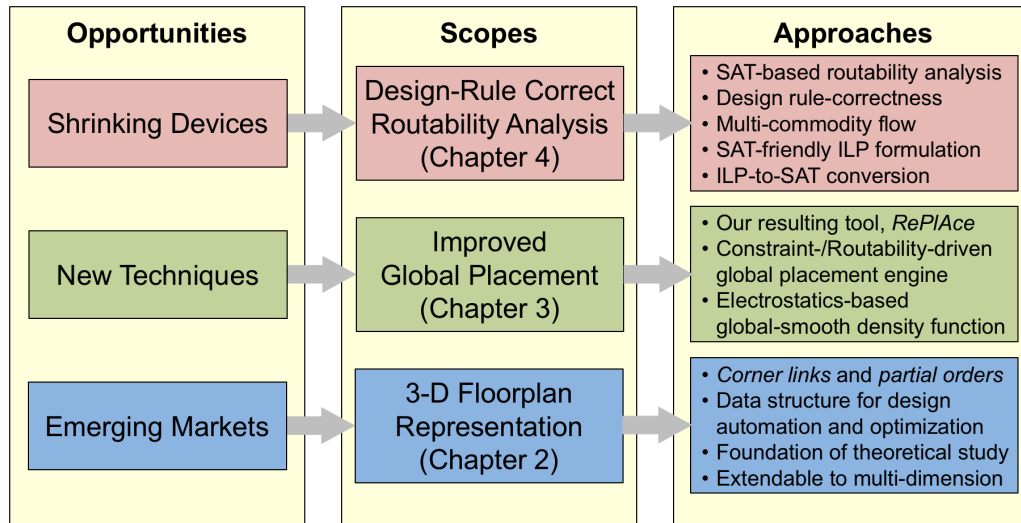 Opportunities
Shrinking Devices
New Techniques
Emerging Markets
Scopes
Design-Rule Correct
Routability Analysis
(Chapter 4)
Improved
Global Placement
(Chapter 3)
3-D Floorplan
Representation
(Chapter 2)
Approaches
• SAT-based routability analysis
• Design rule-correctness
• Multi-commodity flow
• SAT-friendly ILP formulation
• ILP-to-SAT conversion
• Our resulting tool, RePlAce
• Constraint-/Routability-driven
global placement engine
• Electrostatics-based
global-smooth density function
• Corner links and partial orders
• Data structure for design
automation and optimization
• Foundation of theoretical study
• Extendable to multi-dimension